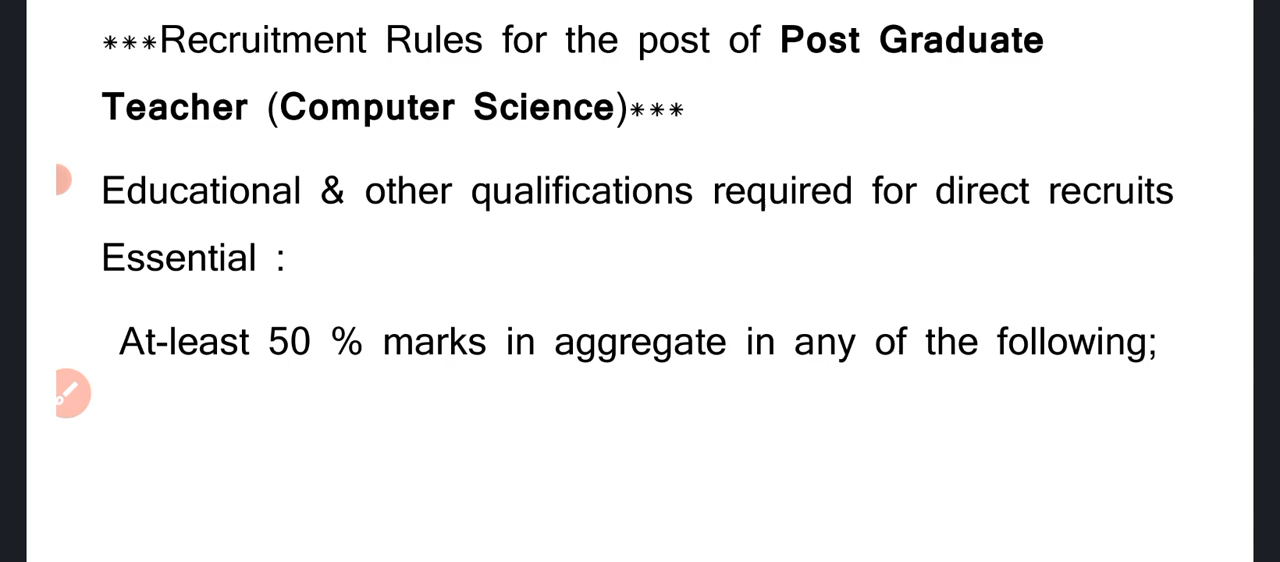 ***Recruitment Rules for the post of Post Graduate
Teacher (Computer Science)***
Educational & other qualifications required for direct recruits
Essential :
At-least 50 % marks in aggregate in any of the following;